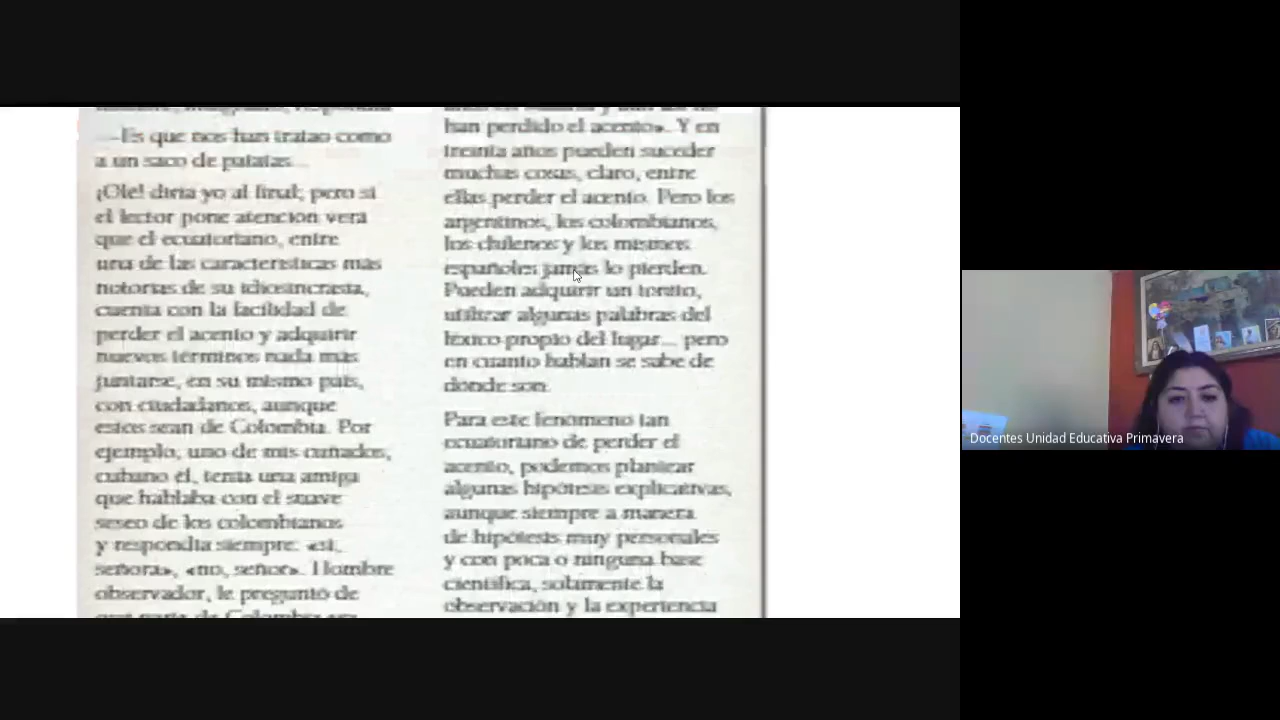 —Es que nos han tratao como
a un saco de patatas...
¡Ole! diría yo al final; pero si
el lector pone atención verá
que el ecuatoriano, entre
una de las características más
notorias de su idiosincrasia,
cuenta con la facilidad de
perder el acento y adquirir
nuevos términos nada más
juntarse, en su mismo país,
con ciudadanos, aunque
estos sean de Colombia. Por
ejemplo, uno de mis cuñados,
cubano él, tenía una amiga
que hablaba con el suave
seseo de los colombianos
y respondía siempre: «sí,
señora», «no, señor». Hombre
observador, le preguntó de
han perdido el acento». Y en
treinta años pueden suceder
muchas cosas, claro, entre
ellas perder el acento. Pero los
argentinos, los colombianos,
los chilenos y los mismos
españoles jamás lo pierden.
Pueden adquirir un tonito,
utilizar algunas palabras del
léxico propio del lugar... pero
en cuanto hablan se sabe de
dónde son.
Para este fenómeno tan
ecuatoriano de perder el
acento, podemos plantear
algunas hipótesis explicativas,
aunque siempre a manera
de hipótesis muy personales
y con poca o ninguna base
científica, solamente la
observación y la experiencia
Docentes Unidad Educativa Primavera